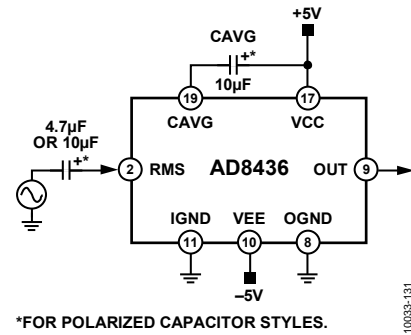 +5V
CAVG
+*
10µF
19
17
CAVG
VCC
4.7µF
OR 10µF
+*
2
RMS
AD8436
OUT
9
IGND
VEE
OGND
11
10
8
–5V
*FOR POLARIZED CAPACITOR STYLES.
10033-131